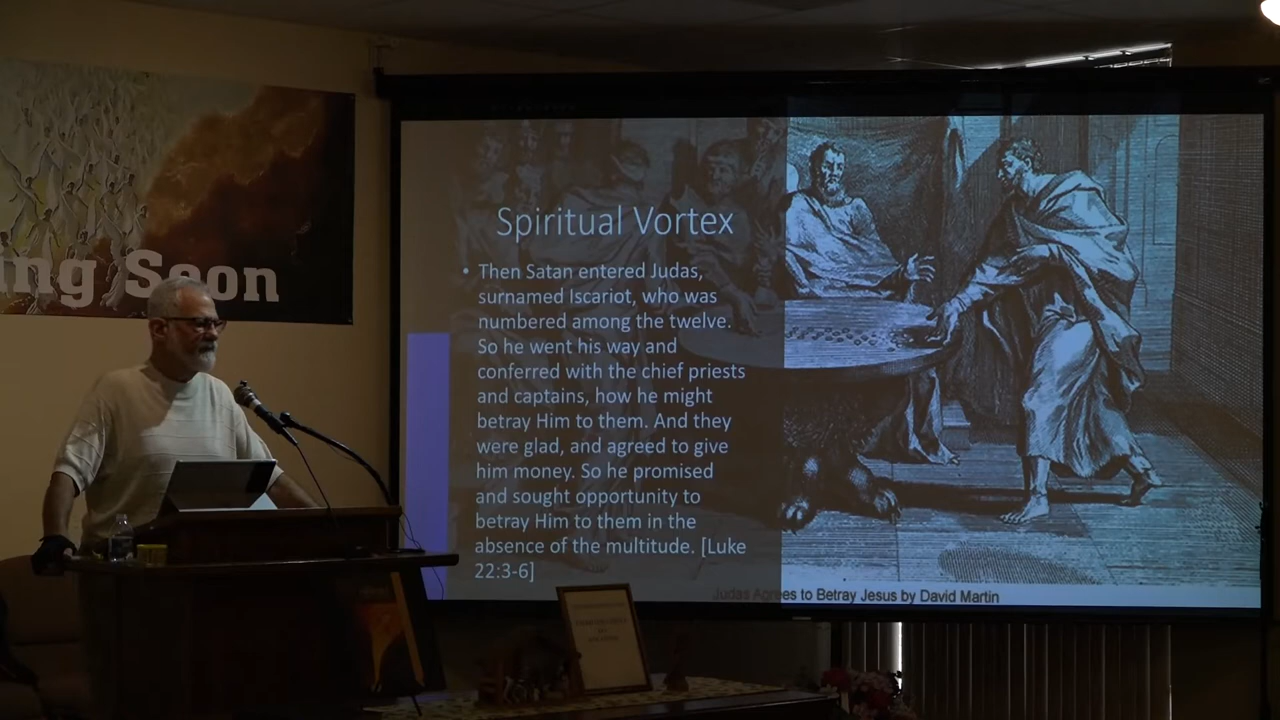 ing Soon
Spiritual Vortex
• Then Satan entered Judas,
surnamed Iscariot, who was
numbered among the twelve.
So he went his way and
conferred with the chief priests
and captains, how he might
betray Him to them. And they
were glad, and agreed to give
him money. So he promised
and sought opportunity to
betray Him to them in the
absence of the multitude. [Luke
22:3-6]
Judas Agrees to Betray Jesus by David Martin